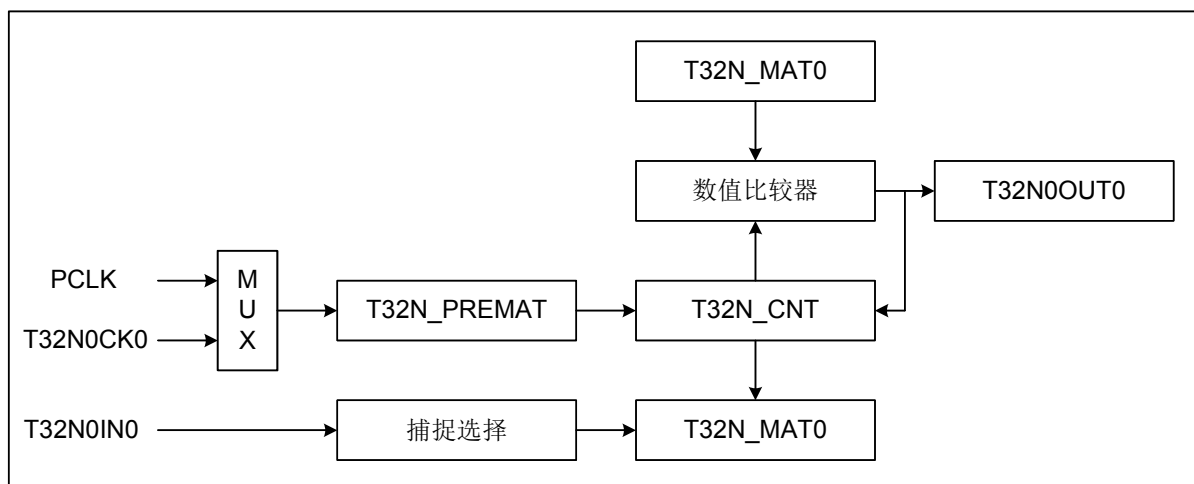 T32N_MAT0
数值比较器
T32N0OUT0
PCLK
M
U
X
T32N_PREMAT
T32N_CNT
T32N0CK0
T32N0IN0
捕捉选择
T32N_MAT0